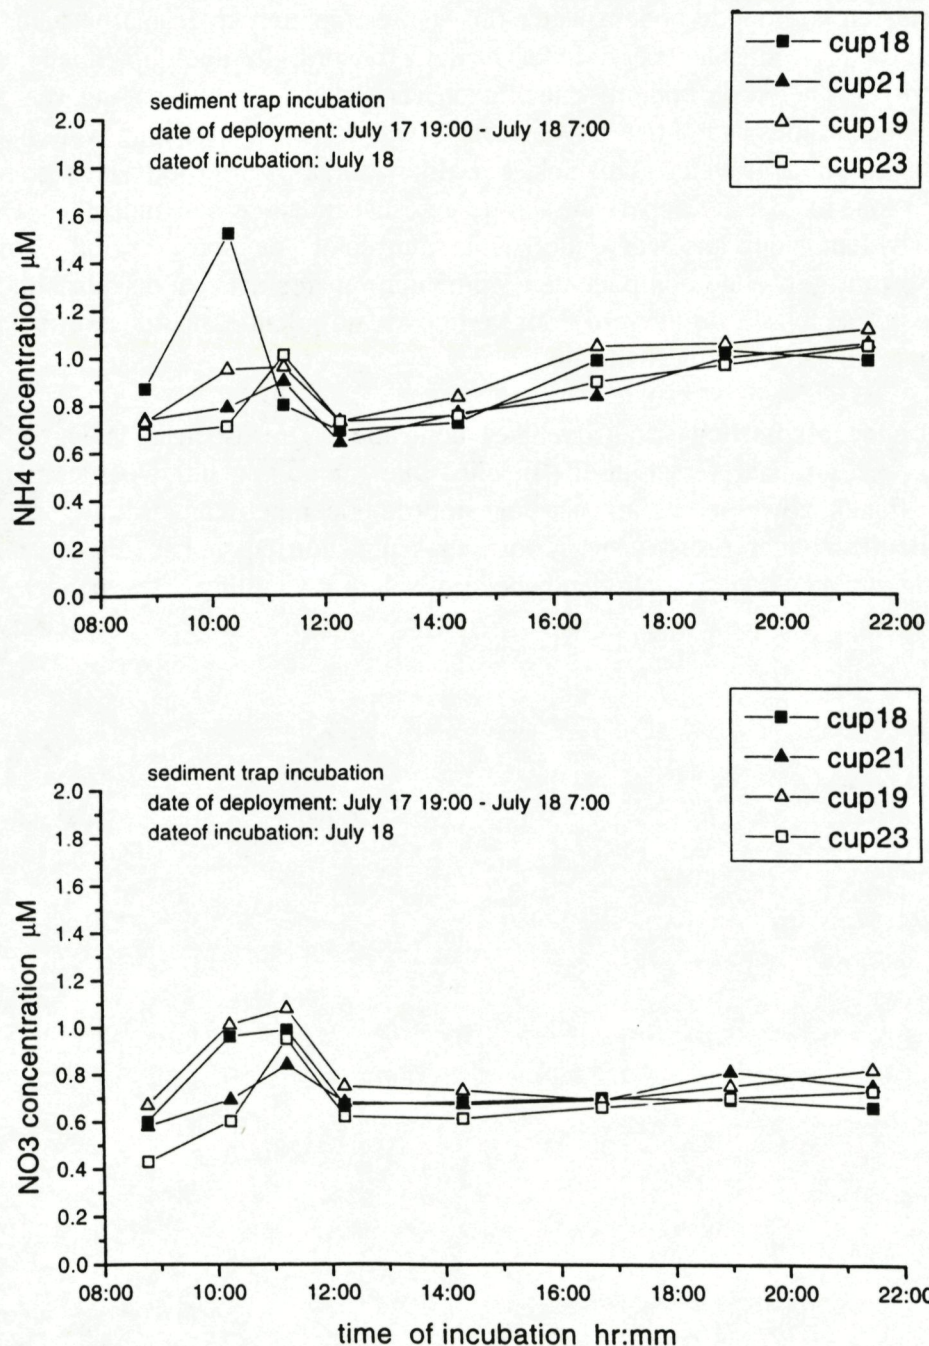 cup18
cup21
cup19
cup23
sediment trap incubation
date of deployment: July 17 19:00 - July 18 7:00
dateof incubation: July 18
NH4 concentration µM
2.0
1.8
1.6
1.4
1.2
1.0
0.8
0.6
0.4
0.2
0.0
08:00 10:00 12:00 14:00 16:00 18:00 20:00 22:00
cup18
cup21
cup19
cup23
sediment trap incubation
date of deployment: July 17 19:00 - July 18 7:00
dateof incubation: July 18
NO3 concentration µM
2.0
1.8
1.6
1.4
1.2
1.0
0.8
0.6
0.4
0.2
0.0
08:00 10:00 12:00 14:00 16:00 18:00 20:00 22:00
time of incubation hr:mm